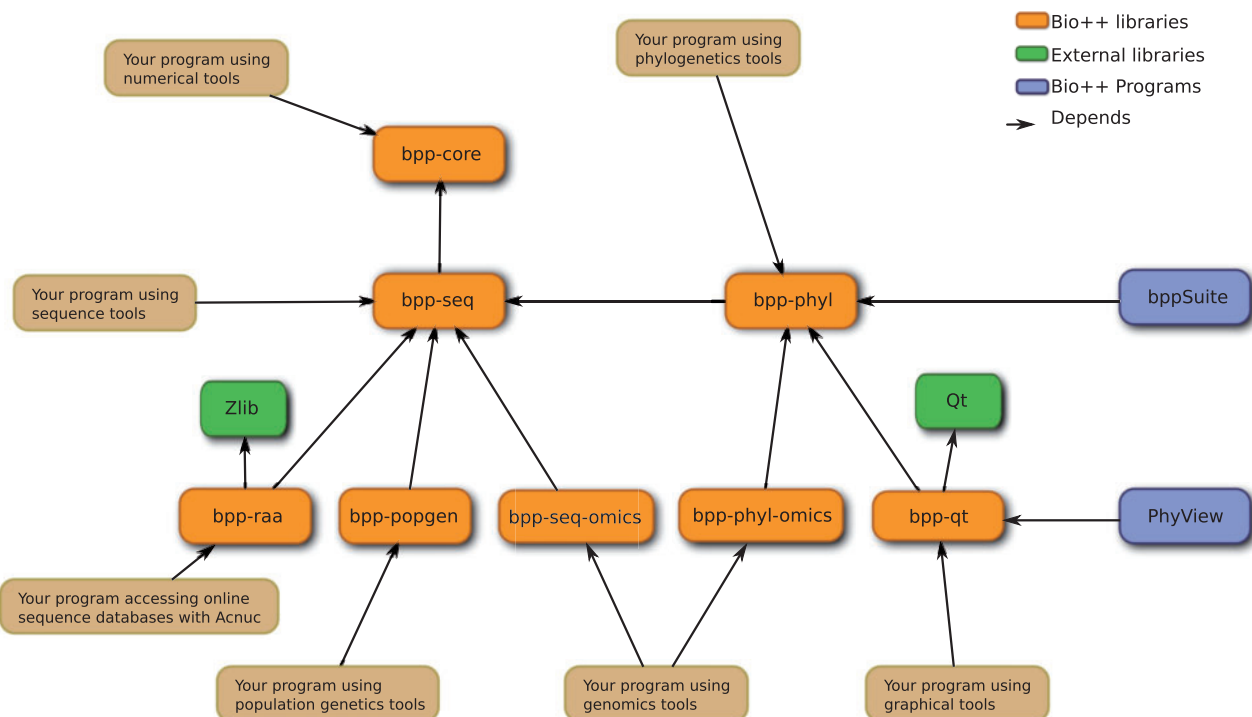 Your program using
numerical tools
Your program using
phylogenetics tools
Bio++ libraries
External libraries
Bio++ Programs
Depends
bpp-core
Your program using
sequence tools
bpp-seq
bpp-phyl
bppSuite
Zlib
Qt
bpp-raa
bpp-popgen
bpp-seq-omics
bpp-phyl-omics
bpp-qt
PhyView
Your program accessing online
sequence databases with Acnuc
Your program using
population genetics tools
Your program using
genomics tools
Your program using
graphical tools